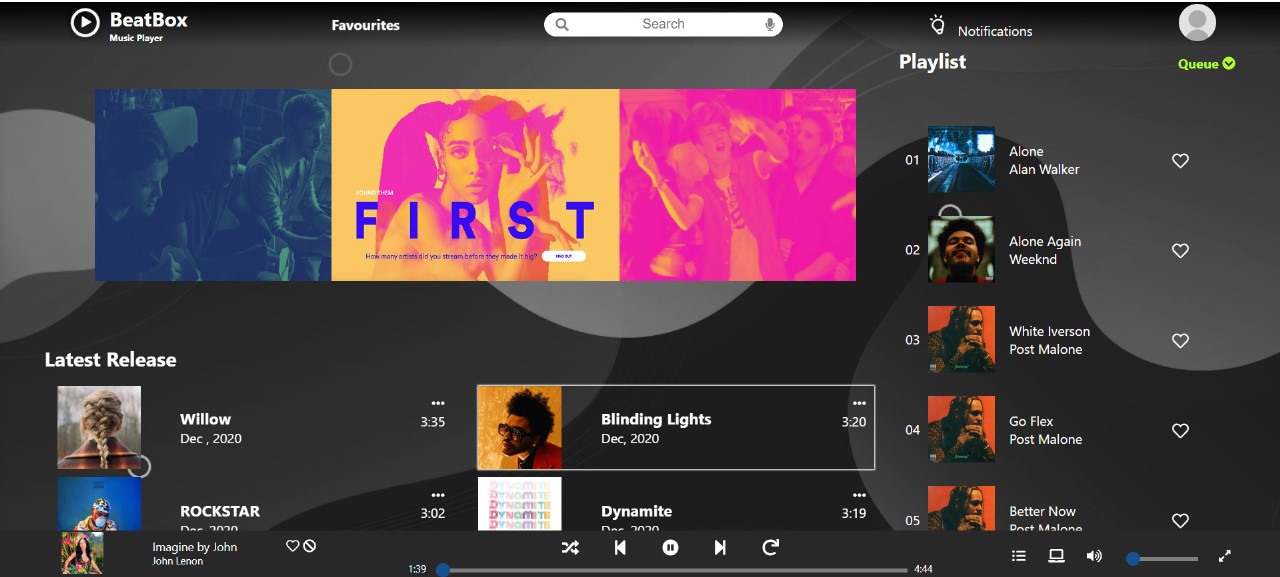 BeatBox
Music Player
Favourites
Search
Notifications
Playlist
Queue
FOUND THEM
FIRST
How many artists did you stream before they made it big?
FIND OUT
01
Alone
Alan Walker
02
Alone Again
Weeknd
03
White Iverson
Post Malone
04
Go Flex
Post Malone
05
Better Now
Post Malone
Latest Release
Willow
Dec , 2020
3:35
Blinding Lights
Dec, 2020
3:20
ROCKSTAR
Dec, 2020
3:02
DYNAMITE
DYNAMITE
DYNAMITE
DYNAMITE
Dynamite
Dec, 2020
3:19
Imagine by John
John Lenon
1:39
4:44